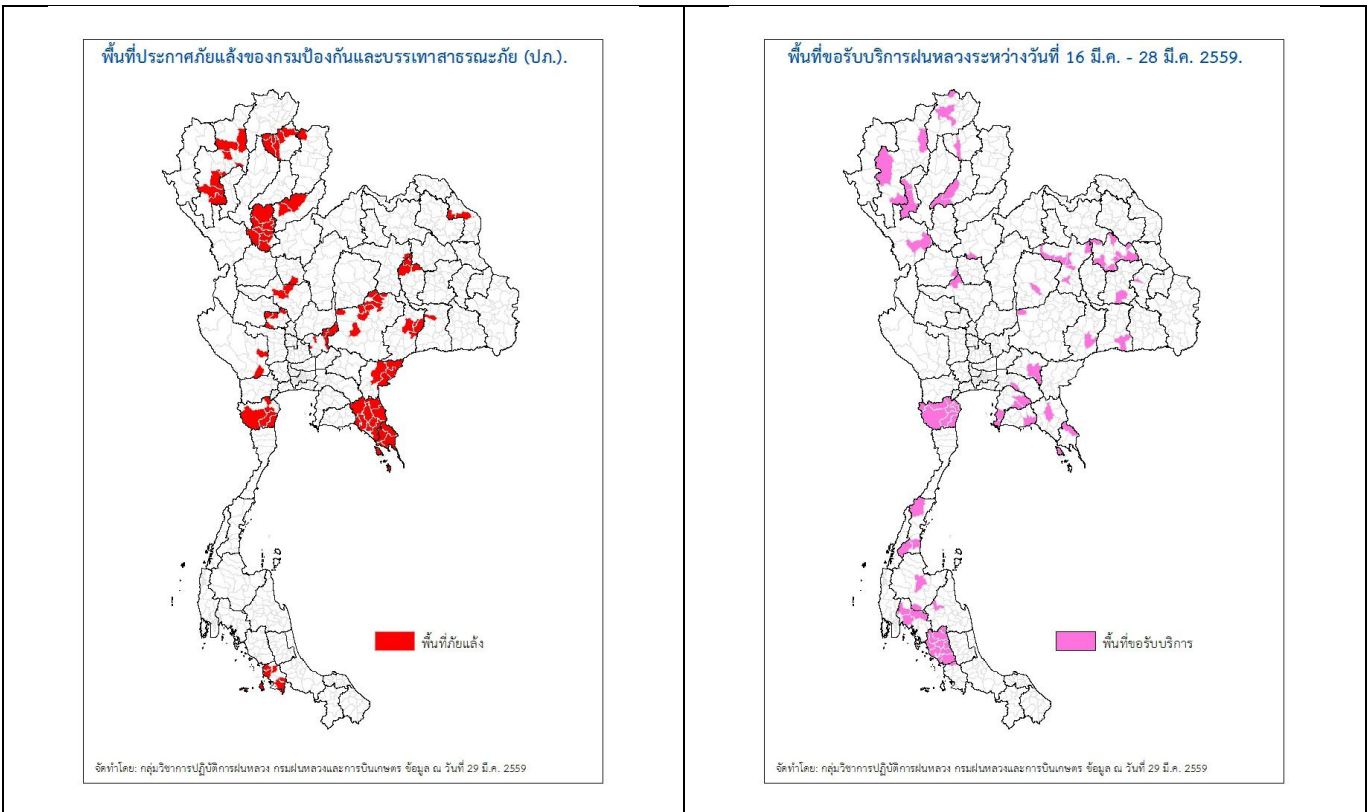 พื้นที่ประกาศภัยแล้งของกรมป้องกันและบรรเทาสาธารณะภัย (ปภ.).
พื้นที่ภัยแล้ง
จัดทำโดย: กลุ่มวิชาการปฏิบัติการฝนหลวง กรมฝนหลวงและการบินเกษตร ข้อมูล ณ วันที่ 29 มี.ค. 2559
พื้นที่ขอรับบริการฝนหลวงระหว่างวันที่ 16 มี.ค. - 28 มี.ค. 2559.
พื้นที่ขอรับบริการ
จัดทำโดย: กลุ่มวิชาการปฏิบัติการฝนหลวง กรมฝนหลวงและการบินเกษตร ข้อมูล ณ วันที่ 29 มี.ค. 2559